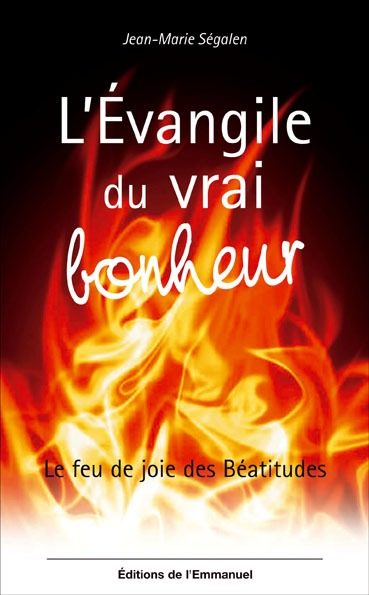 Jean-Marie Ségalen
L'Évangile
du vrai
bonheur
Le feu de joie des Béatitudes
Éditions de l'Emmanuel